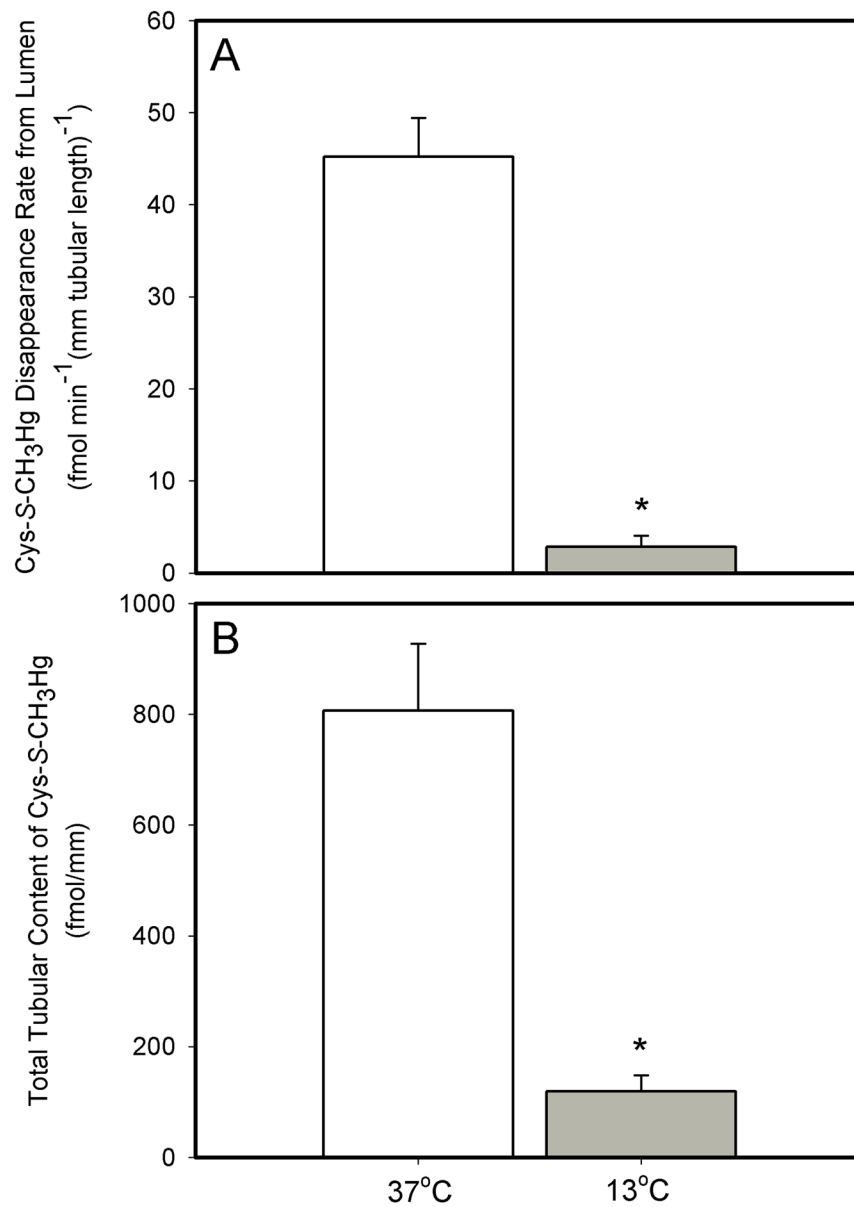 A
Cys-S-CH₃Hg Disappearance Rate from Lumen
(fmol min⁻¹ (mm tubular length)⁻¹)
60
50
40
30
20
10
0
*
B
Total Tubular Content of Cys-S-CH₃Hg
(fmol/mm)
1000
800
600
400
200
0
*
37°C
13°C